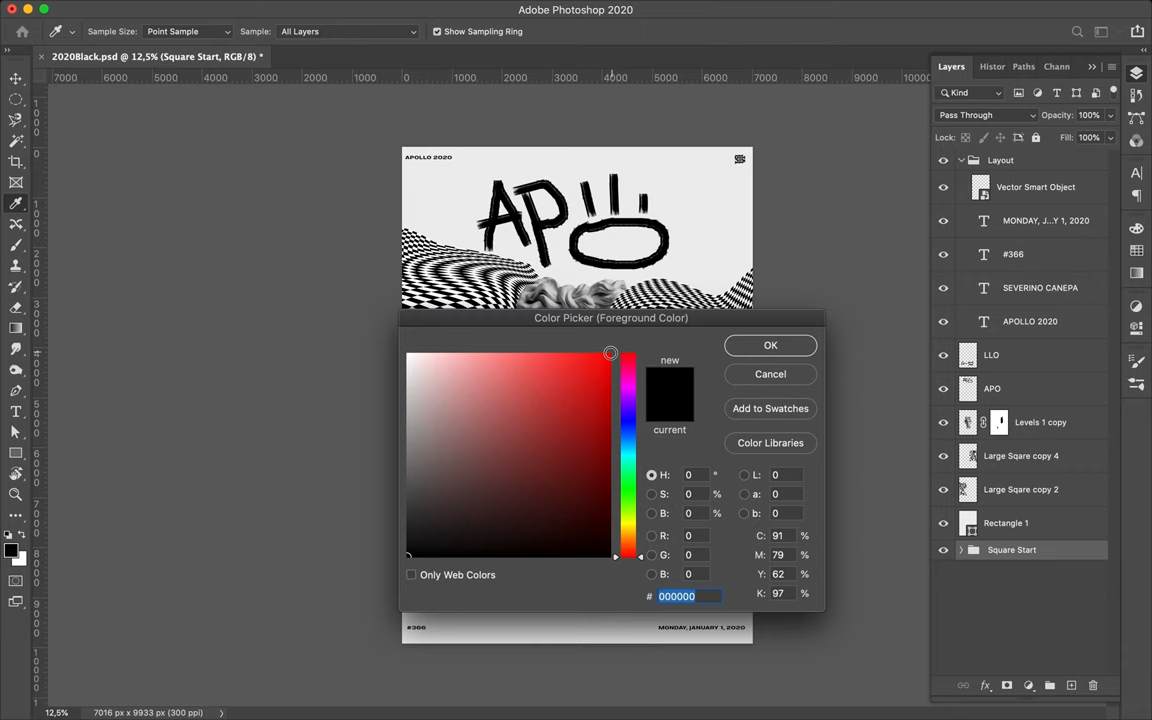 Adobe Photoshop 2020
Sample Size: Point Sample Sample: All Layers Show Sampling Ring
2020Black.psd @ 12,5% (Square Start, RGB/8) *
7000 6000 5000 4000 3000 2000 1000 0 1000 2000 3000 4000 5000 6000 7000 8000 9000 10000
Layers Histor Paths Chann
Kind
Pass Through Opacity: 100%
Lock: Fill: 100%
Layout
Vector Smart Object
MONDAY, J...Y 1, 2020
#366
SEVERINO CANEPA
APOLLO 2020
LLO
APO
Levels 1 copy
Large Sqare copy 4
Large Sqare copy 2
Rectangle 1
Square Start
APOLLO 2020
APO
Color Picker (Foreground Color)
new
current
OK
Cancel
Add to Swatches
Color Libraries
H: 0 ° L: 0
S: 0 % a: 0
B: 0 % b: 0
R: 0 C: 91 %
G: 0 M: 79 %
B: 0 Y: 62 %
# 000000 K: 97 %
Only Web Colors
#366 MONDAY, JANUARY 1, 2020
12,5% 7016 px x 9933 px (300 ppi)